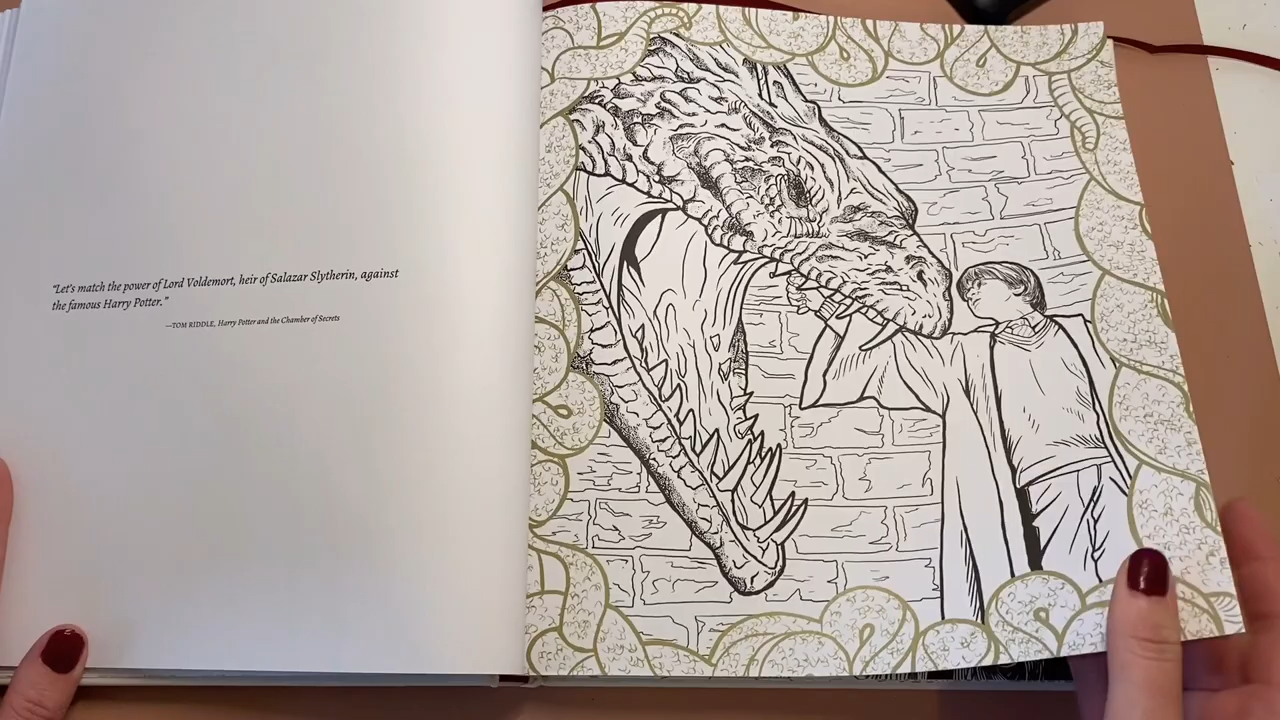 “Let’s match the power of Lord Voldemort, heir of Salazar Slytherin, against
the famous Harry Potter.”
—TOM RIDDLE, Harry Potter and the Chamber of Secrets